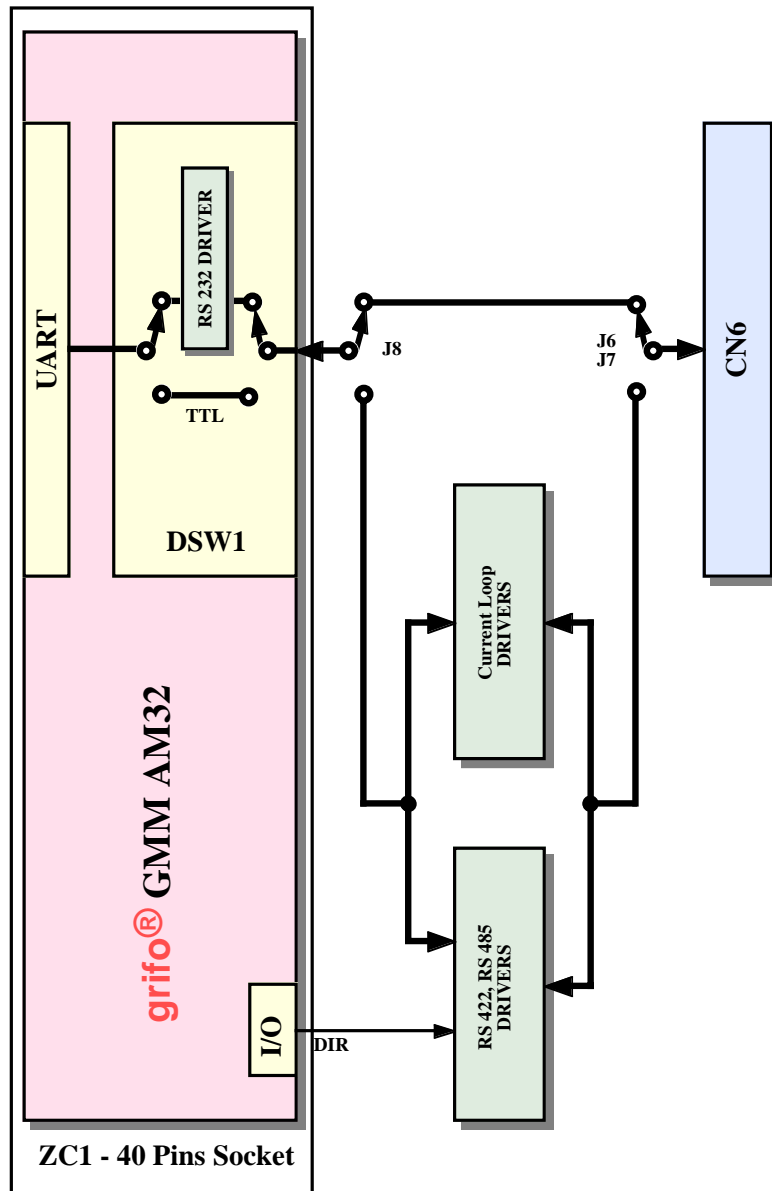 UART
RS 232 DRIVER
TTL
DSW1
J8
J6
J7
CN6
Current Loop
DRIVERS
grifo® GMM AM32
RS 422, RS 485
DRIVERS
I/O
DIR
ZC1 - 40 Pins Socket